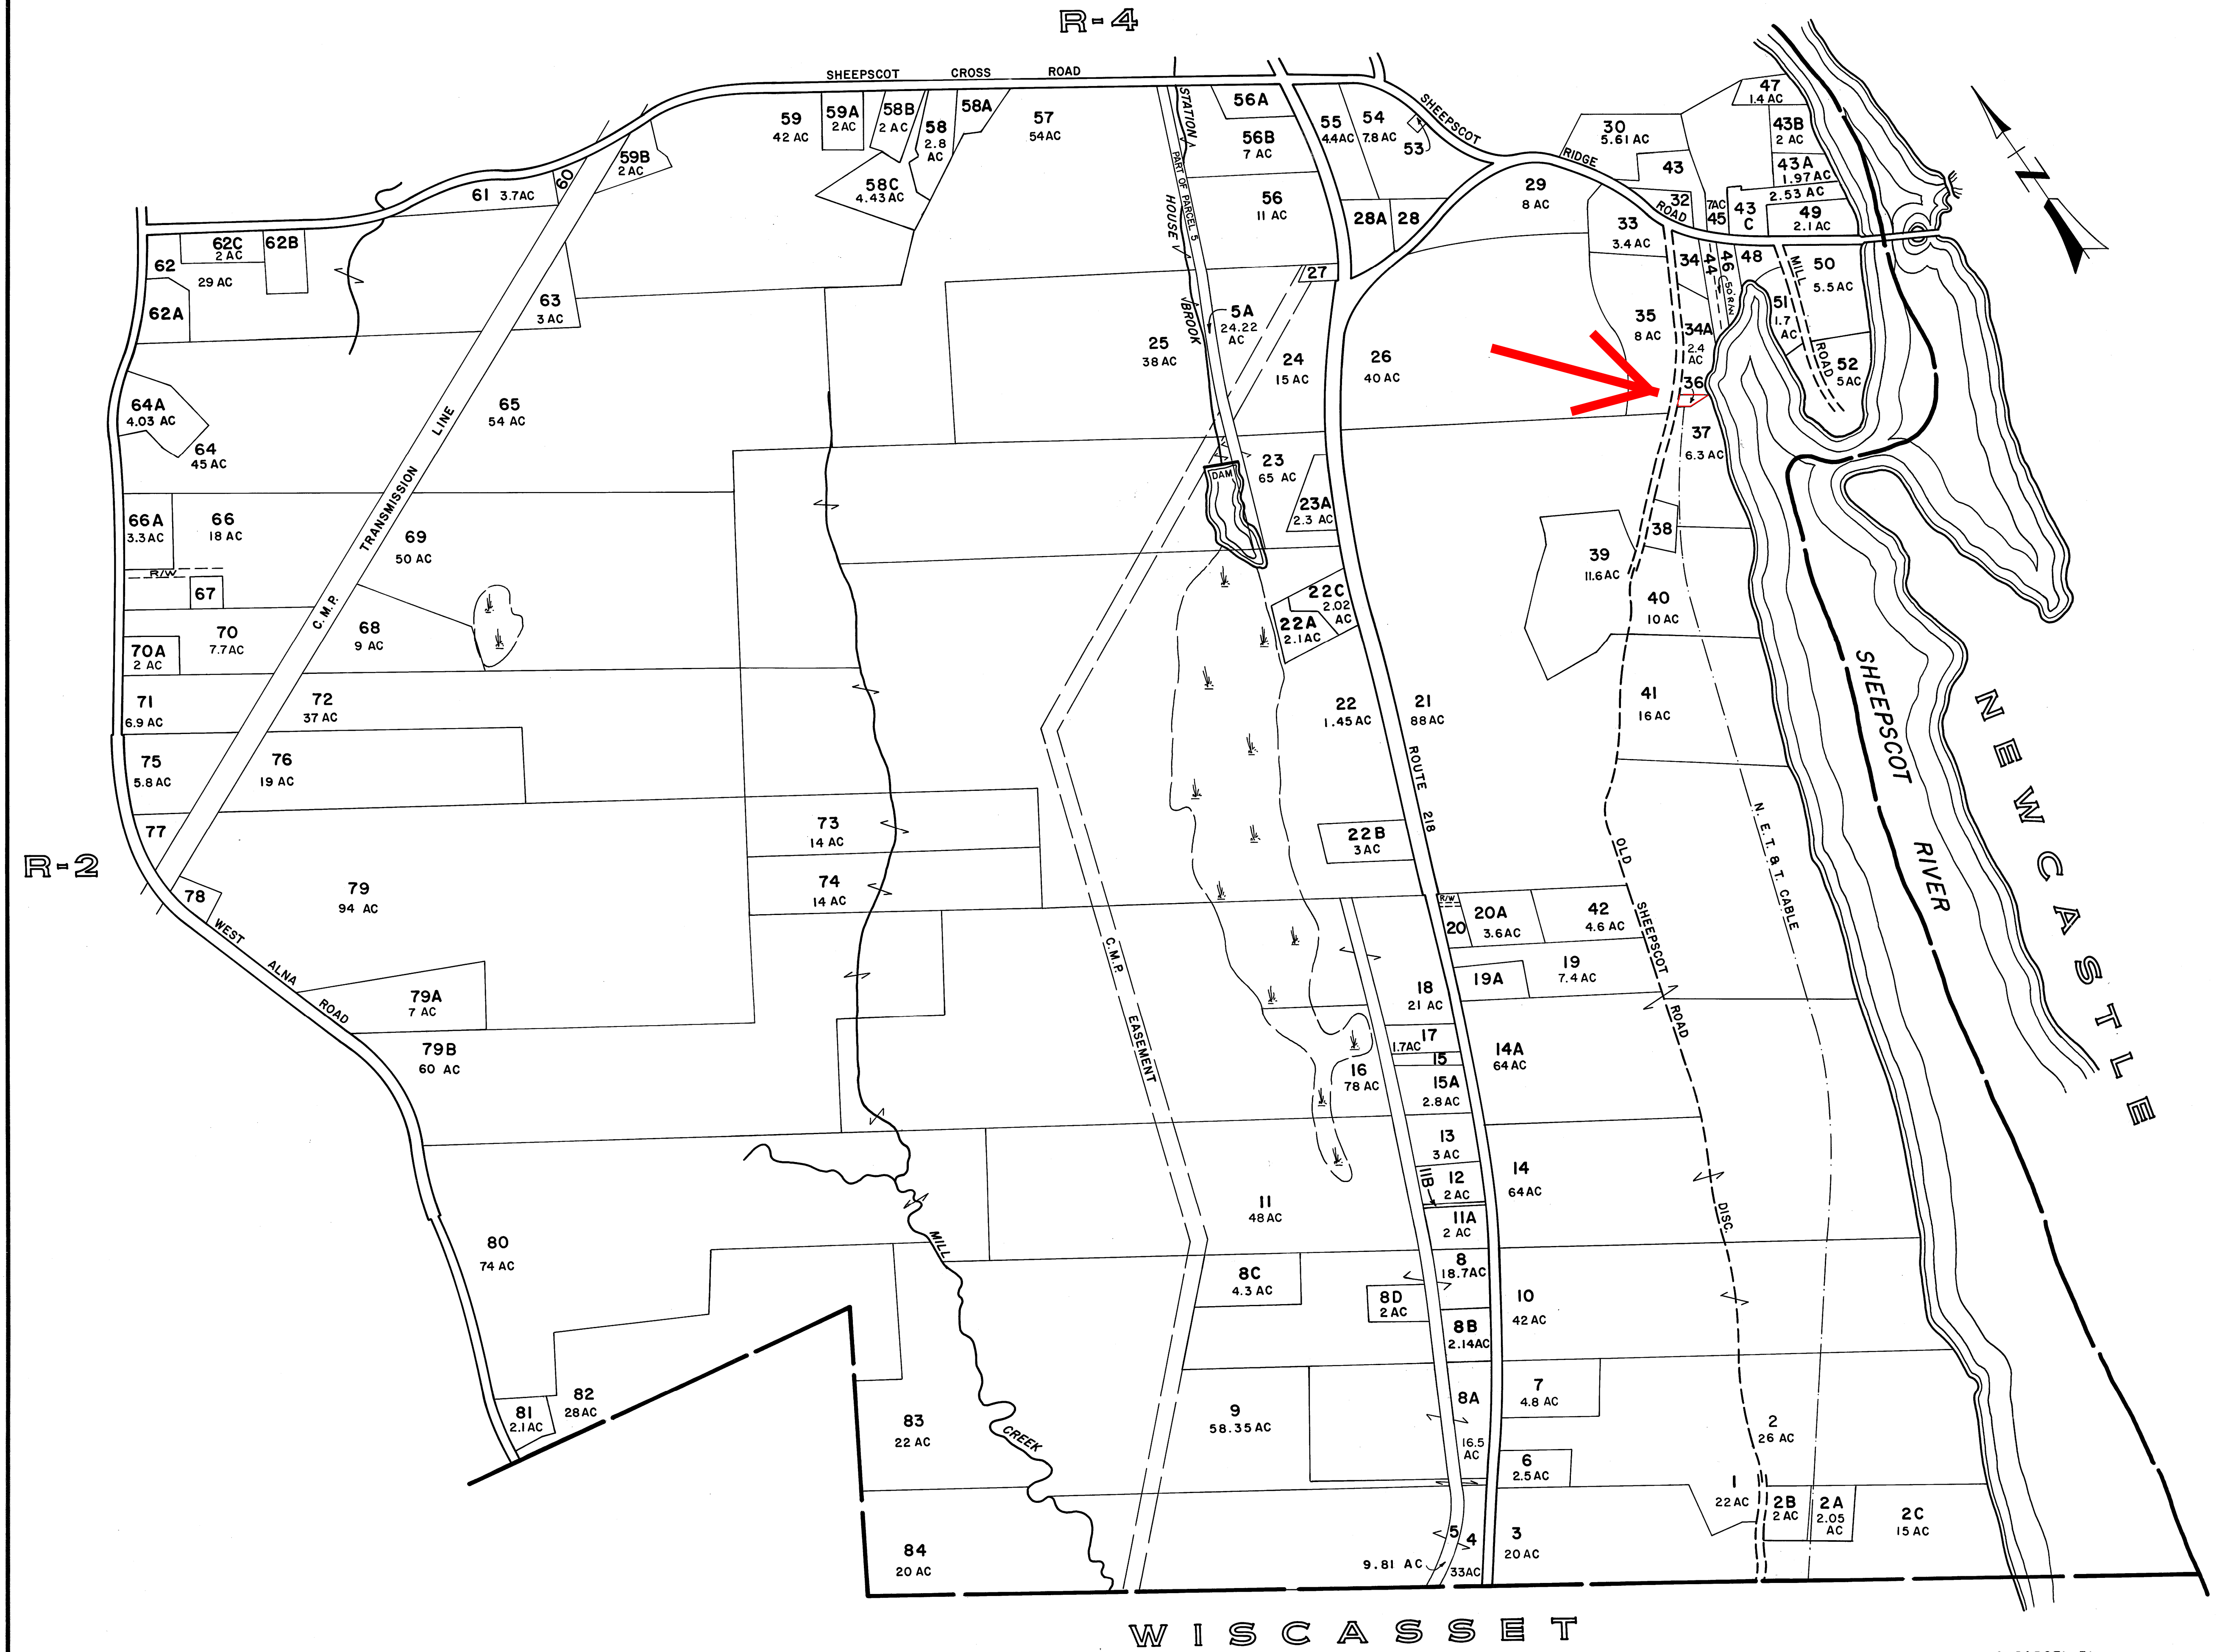 R-4
SHEEPSCOT CROSS ROAD
59
42 AC
59A
2 AC
58B
2 AC
58
2.8
AC
58A
57
54 AC
STATION
PART OF PARCEL 5
HOUSE
BROOK
56A
56B
7 AC
56
11 AC
55
4.4 AC
54
7.8 AC
53
SHEEPSCOT
RIDGE
ROAD
30
5.61 AC
43
47
1.4 AC
43B
2 AC
43A
1.97 AC
2.53 AC
49
2.1 AC
43
C
7AC
45
32
33
3.4 AC
29
8 AC
28A
28
27
N
59B
2 AC
60
61 3.7 AC
58C
4.43 AC
62C
2 AC
62B
62
29 AC
62A
63
3 AC
34
44
46
50' R/W
48
MILL
ROAD
50
5.5 AC
51
1.7
AC
52
5 AC
35
8 AC
34A
2.4
AC
36
37
6.3 AC
5A
24.22
AC
25
38 AC
24
15 AC
26
40 AC
64A
4.03 AC
64
45 AC
65
54 AC
C.M.P. TRANSMISSION LINE
DAM
23
65 AC
23A
2.3 AC
66A
3.3 AC
66
18 AC
69
50 AC
R/W
67
38
39
11.6 AC
40
10 AC
22C
2.02
AC
22A
2.1 AC
70
7.7 AC
70A
2 AC
68
9 AC
71
6.9 AC
72
37 AC
22
1.45 AC
21
88 AC
41
16 AC
SHEEPSCOT RIVER
NEWCASTLE
75
5.8 AC
76
19 AC
ROUTE 218
77
73
14 AC
22B
3 AC
OLD SHEEPSCOT ROAD DISC.
N. E. T. & T. CABLE
R-2
78
79
94 AC
74
14 AC
R/W
20
20A
3.6 AC
42
4.6 AC
WEST ALNA ROAD
C.M.P. EASEMENT
19A
19
7.4 AC
79A
7 AC
18
21 AC
79B
60 AC
17
1.7 AC
15
14A
64 AC
16
78 AC
15A
2.8 AC
13
3 AC
11B
12
2 AC
14
64 AC
11
48 AC
11A
2 AC
80
74 AC
MILL
CREEK
8C
4.3 AC
8
18.7 AC
8D
2 AC
10
42 AC
8B
2.14 AC
81
2.1 AC
82
28 AC
83
22 AC
9
58.35 AC
8A
16.5
AC
7
4.8 AC
2
26 AC
6
2.5 AC
1
22 AC
2B
2 AC
2A
2.05
AC
2C
15 AC
84
20 AC
5
9.81 AC
4
33 AC
3
20 AC
WISCASSET